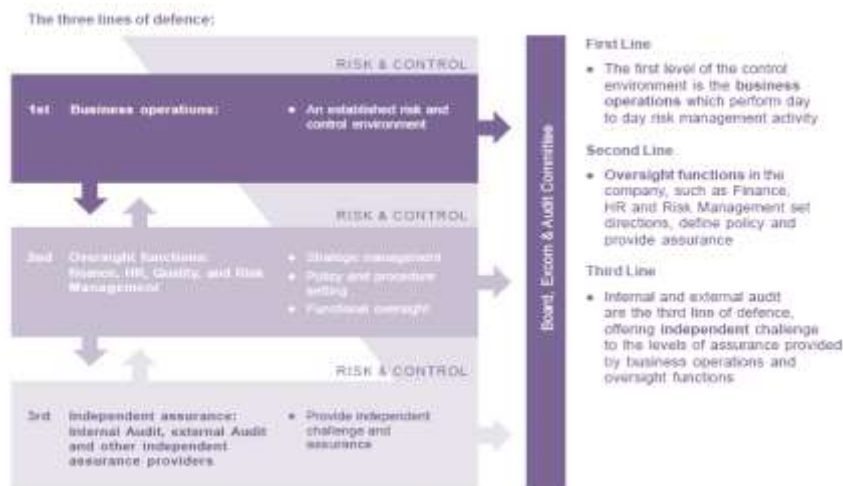 The three lines of defence:
RISK & CONTROL
1st Business operations:
• An established risk and
control environment
RISK & CONTROL
2nd Oversight functions:
finance, HR, Quality, and Risk
Management
• Strategic management
• Policy and procedure
setting
• Functional oversight
RISK & CONTROL
3rd Independent assurance:
Internal Audit, external Audit
and other independent
assurance providers
• Provide independent
challenge and
assurance
Board, Excom & Audit Committee
First Line
• The first level of the control
environment is the business
operations which perform day
to day risk management activity
Second Line
• Oversight functions in the
company, such as Finance,
HR and Risk Management set
directions, define policy and
provide assurance
Third Line
• Internal and external audit
are the third line of defence,
offering independent challenge
to the levels of assurance provided
by business operations and
oversight functions